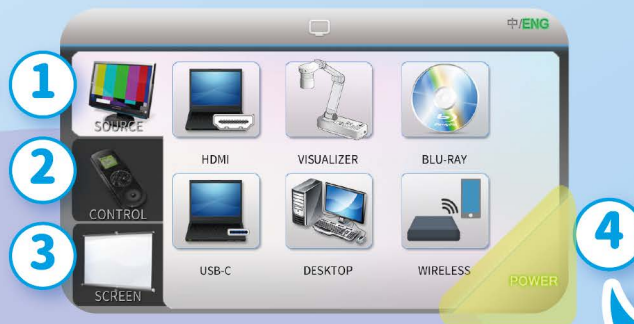 中/ENG
1
SOURCE
HDMI
VISUALIZER
BLU-RAY
2
CONTROL
3
SCREEN
USB-C
DESKTOP
WIRELESS
4
POWER